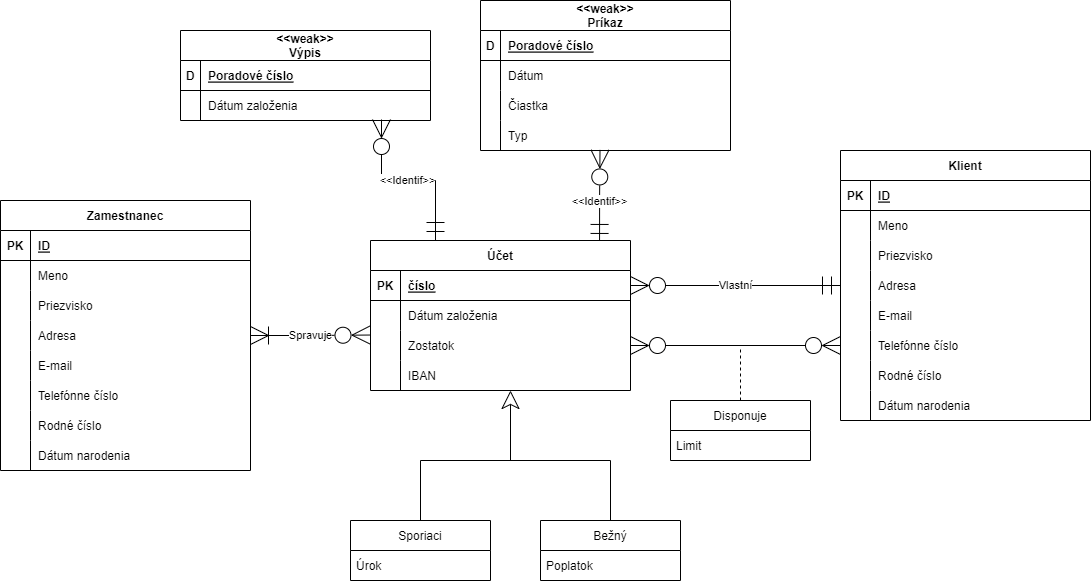 <<weak>>
Príkaz
D Poradové číslo
Dátum
Čiastka
Typ
<<weak>>
Výpis
D Poradové číslo
Dátum založenia
<<Identif>>
<<Identif>>
Klient
PK ID
Meno
Priezvisko
Adresa
E-mail
Telefónne číslo
Rodné číslo
Dátum narodenia
Zamestnanec
PK ID
Meno
Priezvisko
Adresa
E-mail
Telefónne číslo
Rodné číslo
Dátum narodenia
Účet
PK číslo
Dátum založenia
Zostatok
IBAN
Vlastní
Spravuje
Disponuje
Limit
Sporiaci
Úrok
Bežný
Poplatok